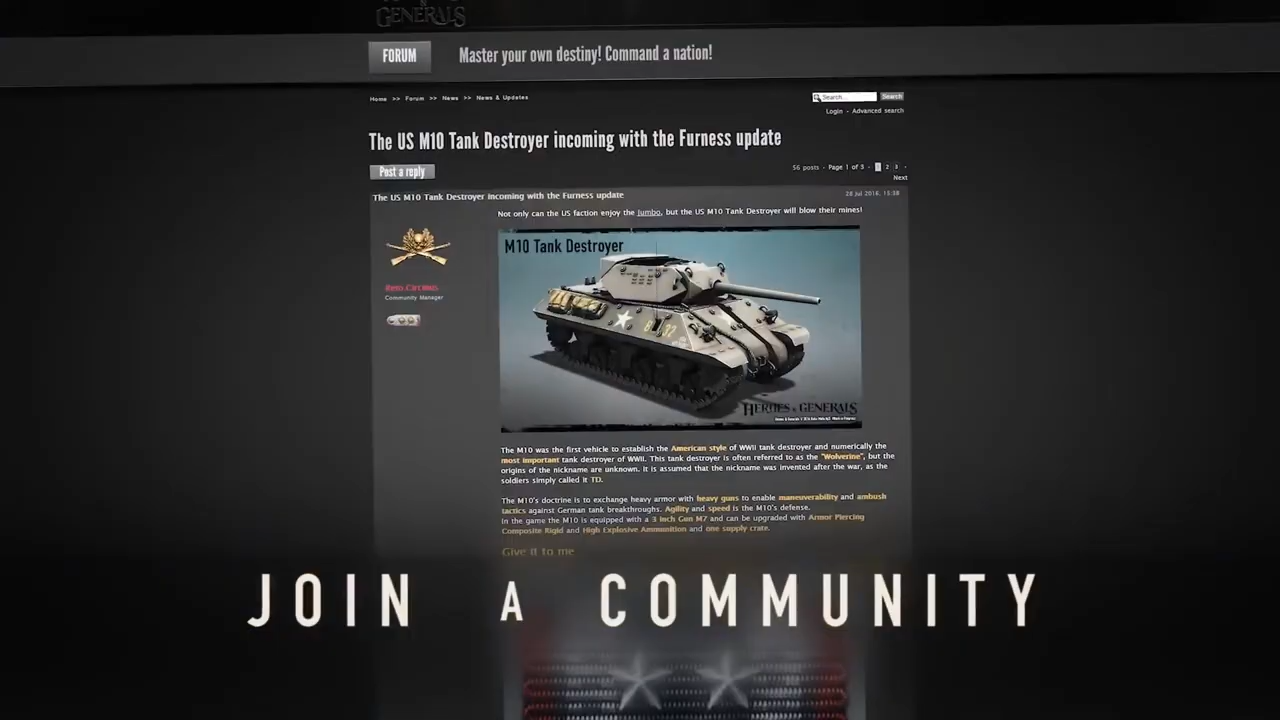 GENERALS
FORUM
Master your own destiny! Command a nation!
Home >> Forum >> News >> News & Updates
Search...
Search
Login - Advanced search
The US M10 Tank Destroyer incoming with the Furness update
Post a reply
56 posts - Page 1 of 3 - 1 2 3 -
Next
The US M10 Tank Destroyer incoming with the Furness update
28 Jul 2016, 15:38
Not only can the US faction enjoy the Jumbo, but the US M10 Tank Destroyer will blow their mines!
M10 Tank Destroyer
Community Manager
HEROES & GENERALS
The M10 was the first vehicle to establish the American style of WWII tank destroyer and numerically the
most important tank destroyer of WWII. This tank destroyer is often referred to as the "Wolverine", but the
origins of the nickname are unknown. It is assumed that the nickname was invented after the war, as the
soldiers simply called it TD.
The M10's doctrine is to exchange heavy armor with heavy guns to enable maneuverability and ambush
tactics against German tank breakthroughs. Agility and speed is the M10's defense.
In the game the M10 is equipped with a 3 inch Gun M7 and can be upgraded with Armor Piercing
Composite Rigid and High Explosive Ammunition and one supply crate.
Give it to me
JOIN A COMMUNITY